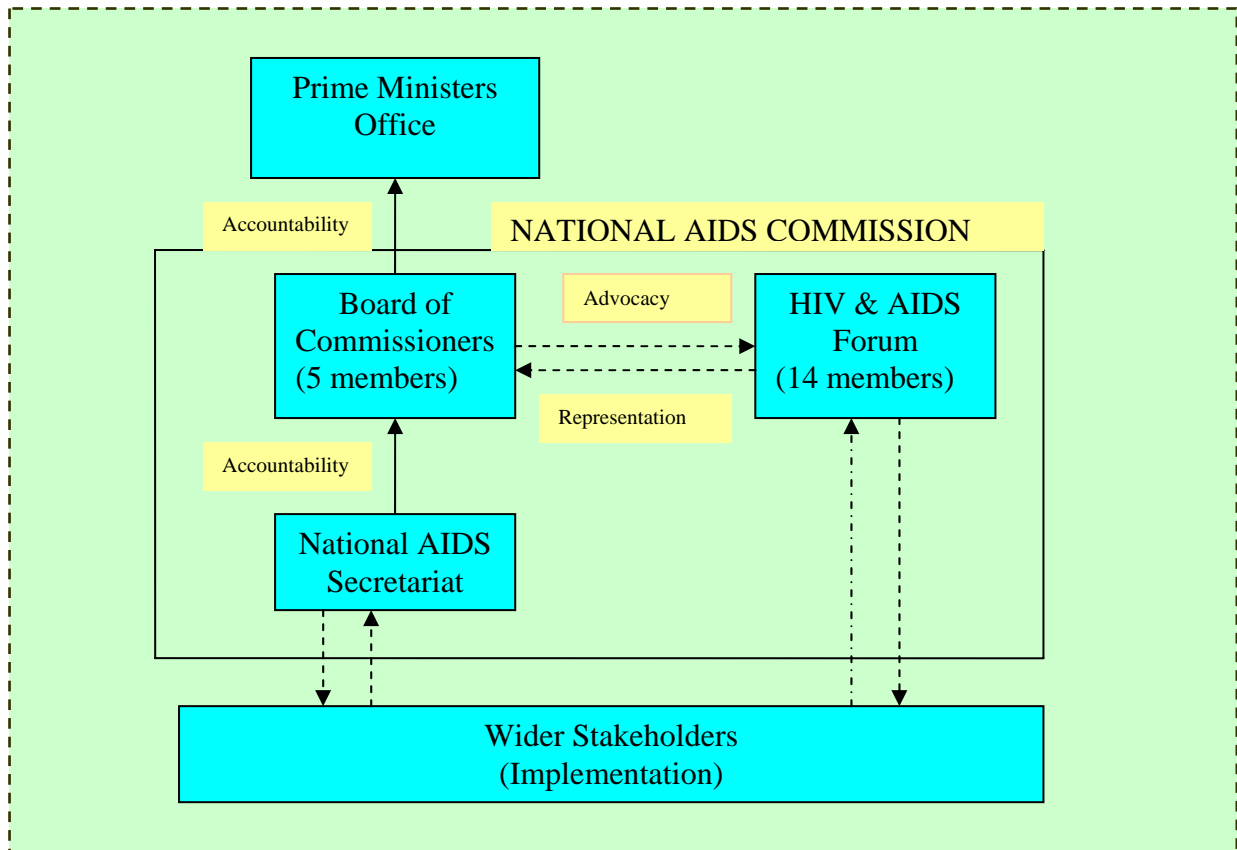 Prime Ministers
Office
Accountability
NATIONAL AIDS COMMISSION
Board of
Commissioners
(5 members)
Advocacy
HIV & AIDS
Forum
(14 members)
Representation
Accountability
National AIDS
Secretariat
Wider Stakeholders
(Implementation)